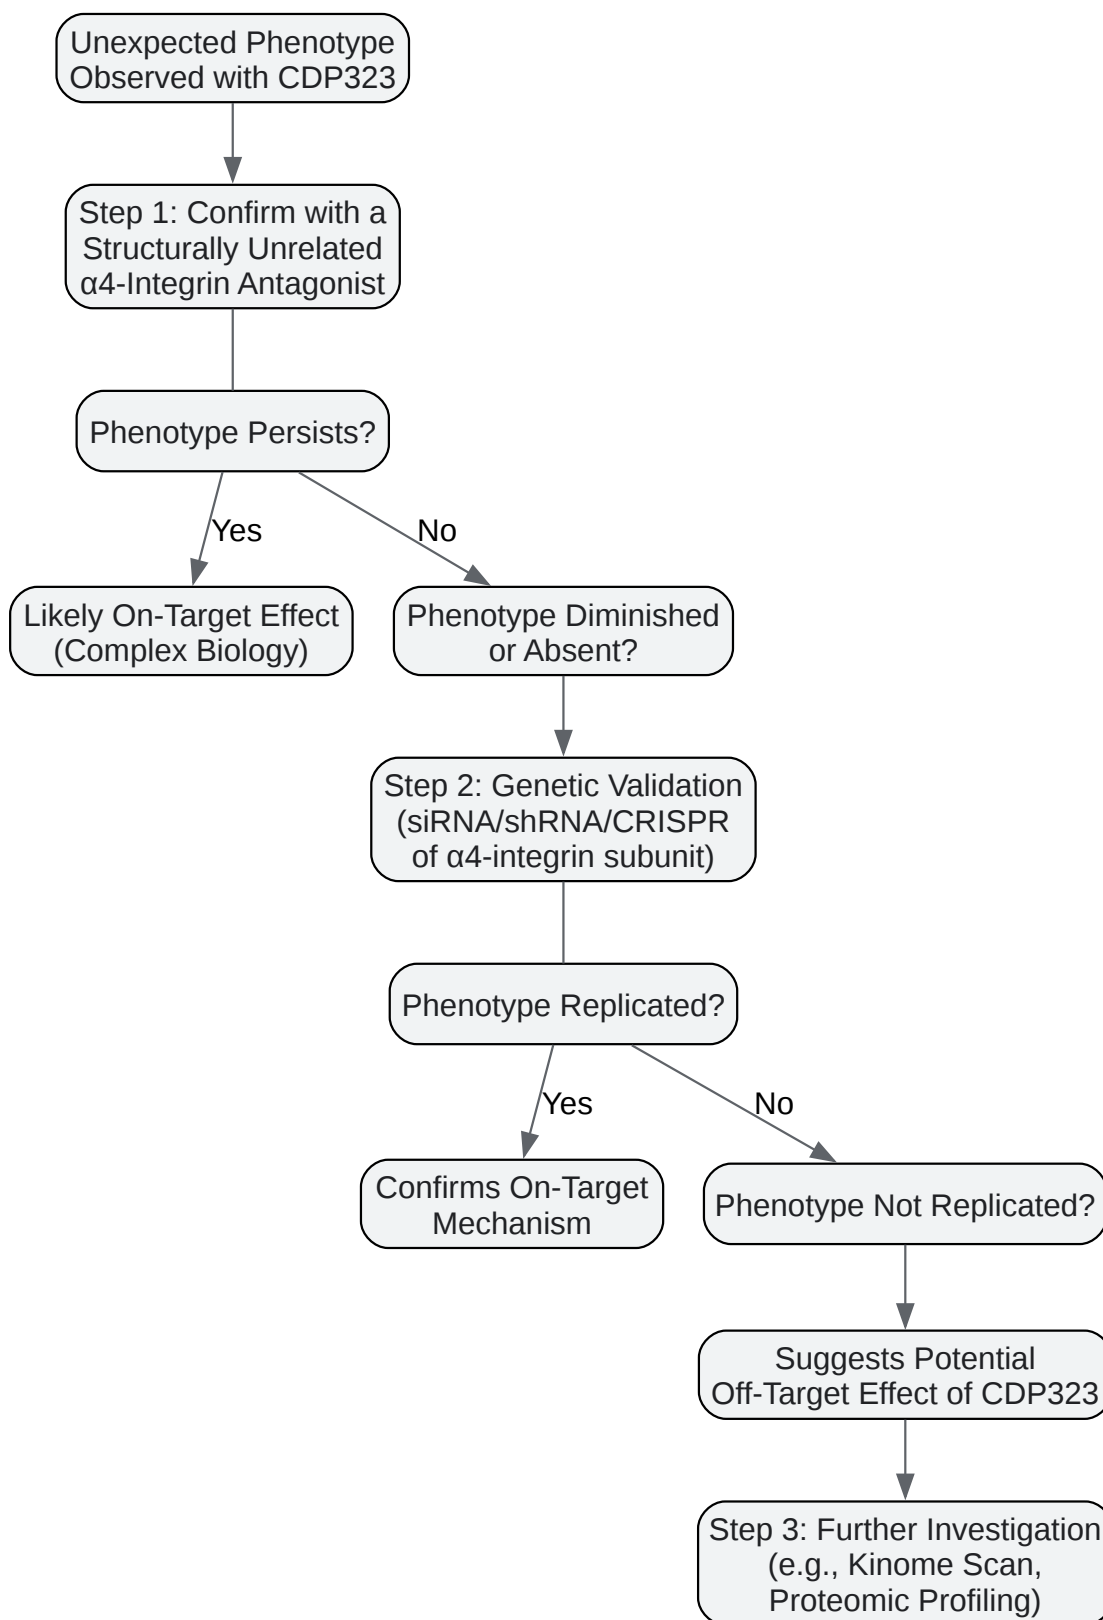 Unexpected Phenotype
Observed with CDP323
Step 1: Confirm with a
Structurally Unrelated
α4-Integrin Antagonist
Phenotype Persists?
Yes
No
Likely On-Target Effect
(Complex Biology)
Phenotype Diminished
or Absent?
Step 2: Genetic Validation
(siRNA/shRNA/CRISPR
of α4-integrin subunit)
Phenotype Replicated?
Yes
No
Confirms On-Target
Mechanism
Phenotype Not Replicated?
Suggests Potential
Off-Target Effect of CDP323
Step 3: Further Investigation
(e.g., Kinome Scan,
Proteomic Profiling)